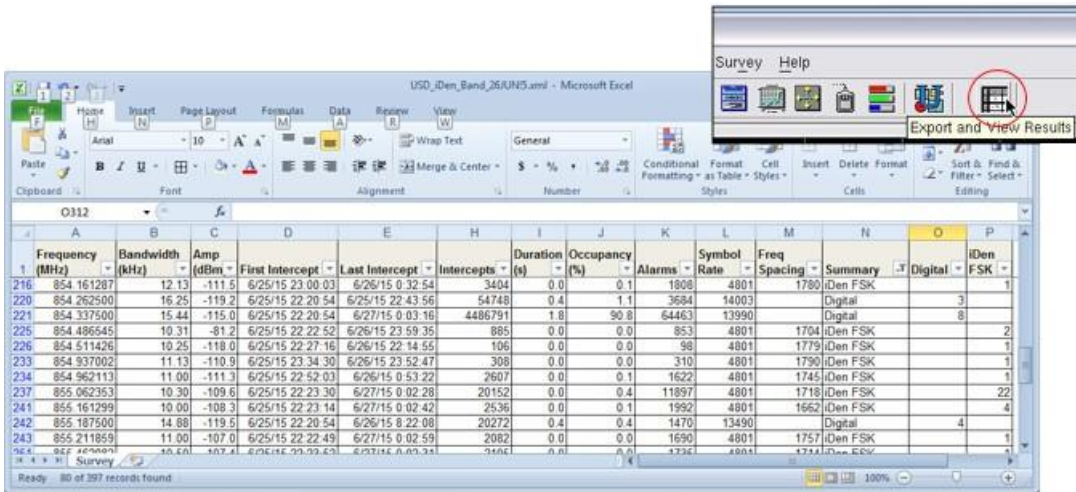 Survey Help
Export and View Results
USD_iDen_Band_26JUN15.xml - Microsoft Excel
1 2
File Home Insert Page Layout Formulas Data Review View
F H N P M A R W
Arial 10 A A Wrap Text General
Paste B I U A Merge & Center $ % , Conditional Format Cell Insert Delete Format Sort & Find &
Formatting as Table Styles Filter Select
Clipboard Font Alignment Number Styles Cells Editing
O312 fx
A B C D E H I J K L M N O P
Frequency Bandwidth Amp Duration Occupancy Symbol Freq iDen
1 (MHz) (kHz) (dBm First Intercept Last Intercept Intercepts (s) (%) Alarms Rate Spacing Summary Digital FSK
216 854.161287 12.13 -111.5 6/25/15 23:00:03 6/26/15 0:32:54 3404 0.0 0.1 1808 4801 1780 iDen FSK 1
220 854.262500 16.25 -119.2 6/25/15 22:20:54 6/25/15 22:43:56 54748 0.4 1.1 3684 14003 Digital 3
221 854.337500 15.44 -115.0 6/25/15 22:20:54 6/27/15 0:03:16 4486791 1.8 90.8 64463 13990 Digital 8
225 854.486545 10.31 -81.2 6/25/15 22:22:52 6/26/15 23:59:35 885 0.0 0.0 853 4801 1704 iDen FSK 2
226 854.511426 10.25 -118.0 6/25/15 22:27:16 6/26/15 22:14:55 106 0.0 0.0 98 4801 1779 iDen FSK 1
233 854.937002 11.13 -110.9 6/25/15 23:34:30 6/26/15 23:52:47 308 0.0 0.0 310 4801 1790 iDen FSK 1
234 854.962113 11.00 -111.3 6/25/15 22:52:03 6/26/15 0:53:22 2607 0.0 0.1 1622 4801 1745 iDen FSK 1
237 855.062353 10.30 -109.6 6/25/15 22:23:30 6/27/15 0:02:28 20152 0.0 0.4 11897 4801 1718 iDen FSK 22
241 855.161299 10.00 -108.3 6/25/15 22:23:14 6/27/15 0:02:42 2536 0.0 0.1 1992 4801 1662 iDen FSK 4
242 855.187500 14.88 -119.5 6/25/15 22:20:54 6/26/15 8:22:08 20272 0.4 0.4 1470 13490 Digital 4
243 855.211859 11.00 -107.0 6/25/15 22:22:49 6/27/15 0:02:59 2082 0.0 0.0 1690 4801 1757 iDen FSK 1
Survey
Ready 80 of 397 records found 100%